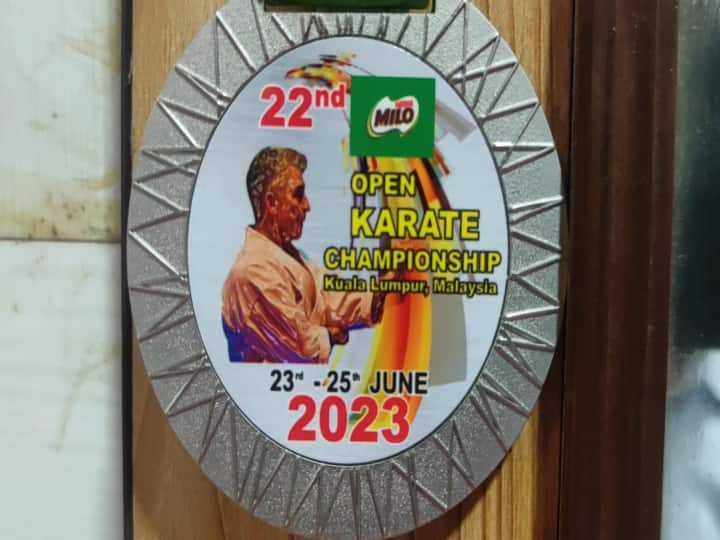 22nd
MILO
OPEN
KARATE
CHAMPIONSHIP
Kuala Lumpur, Malaysia
23rd - 25th JUNE
2023